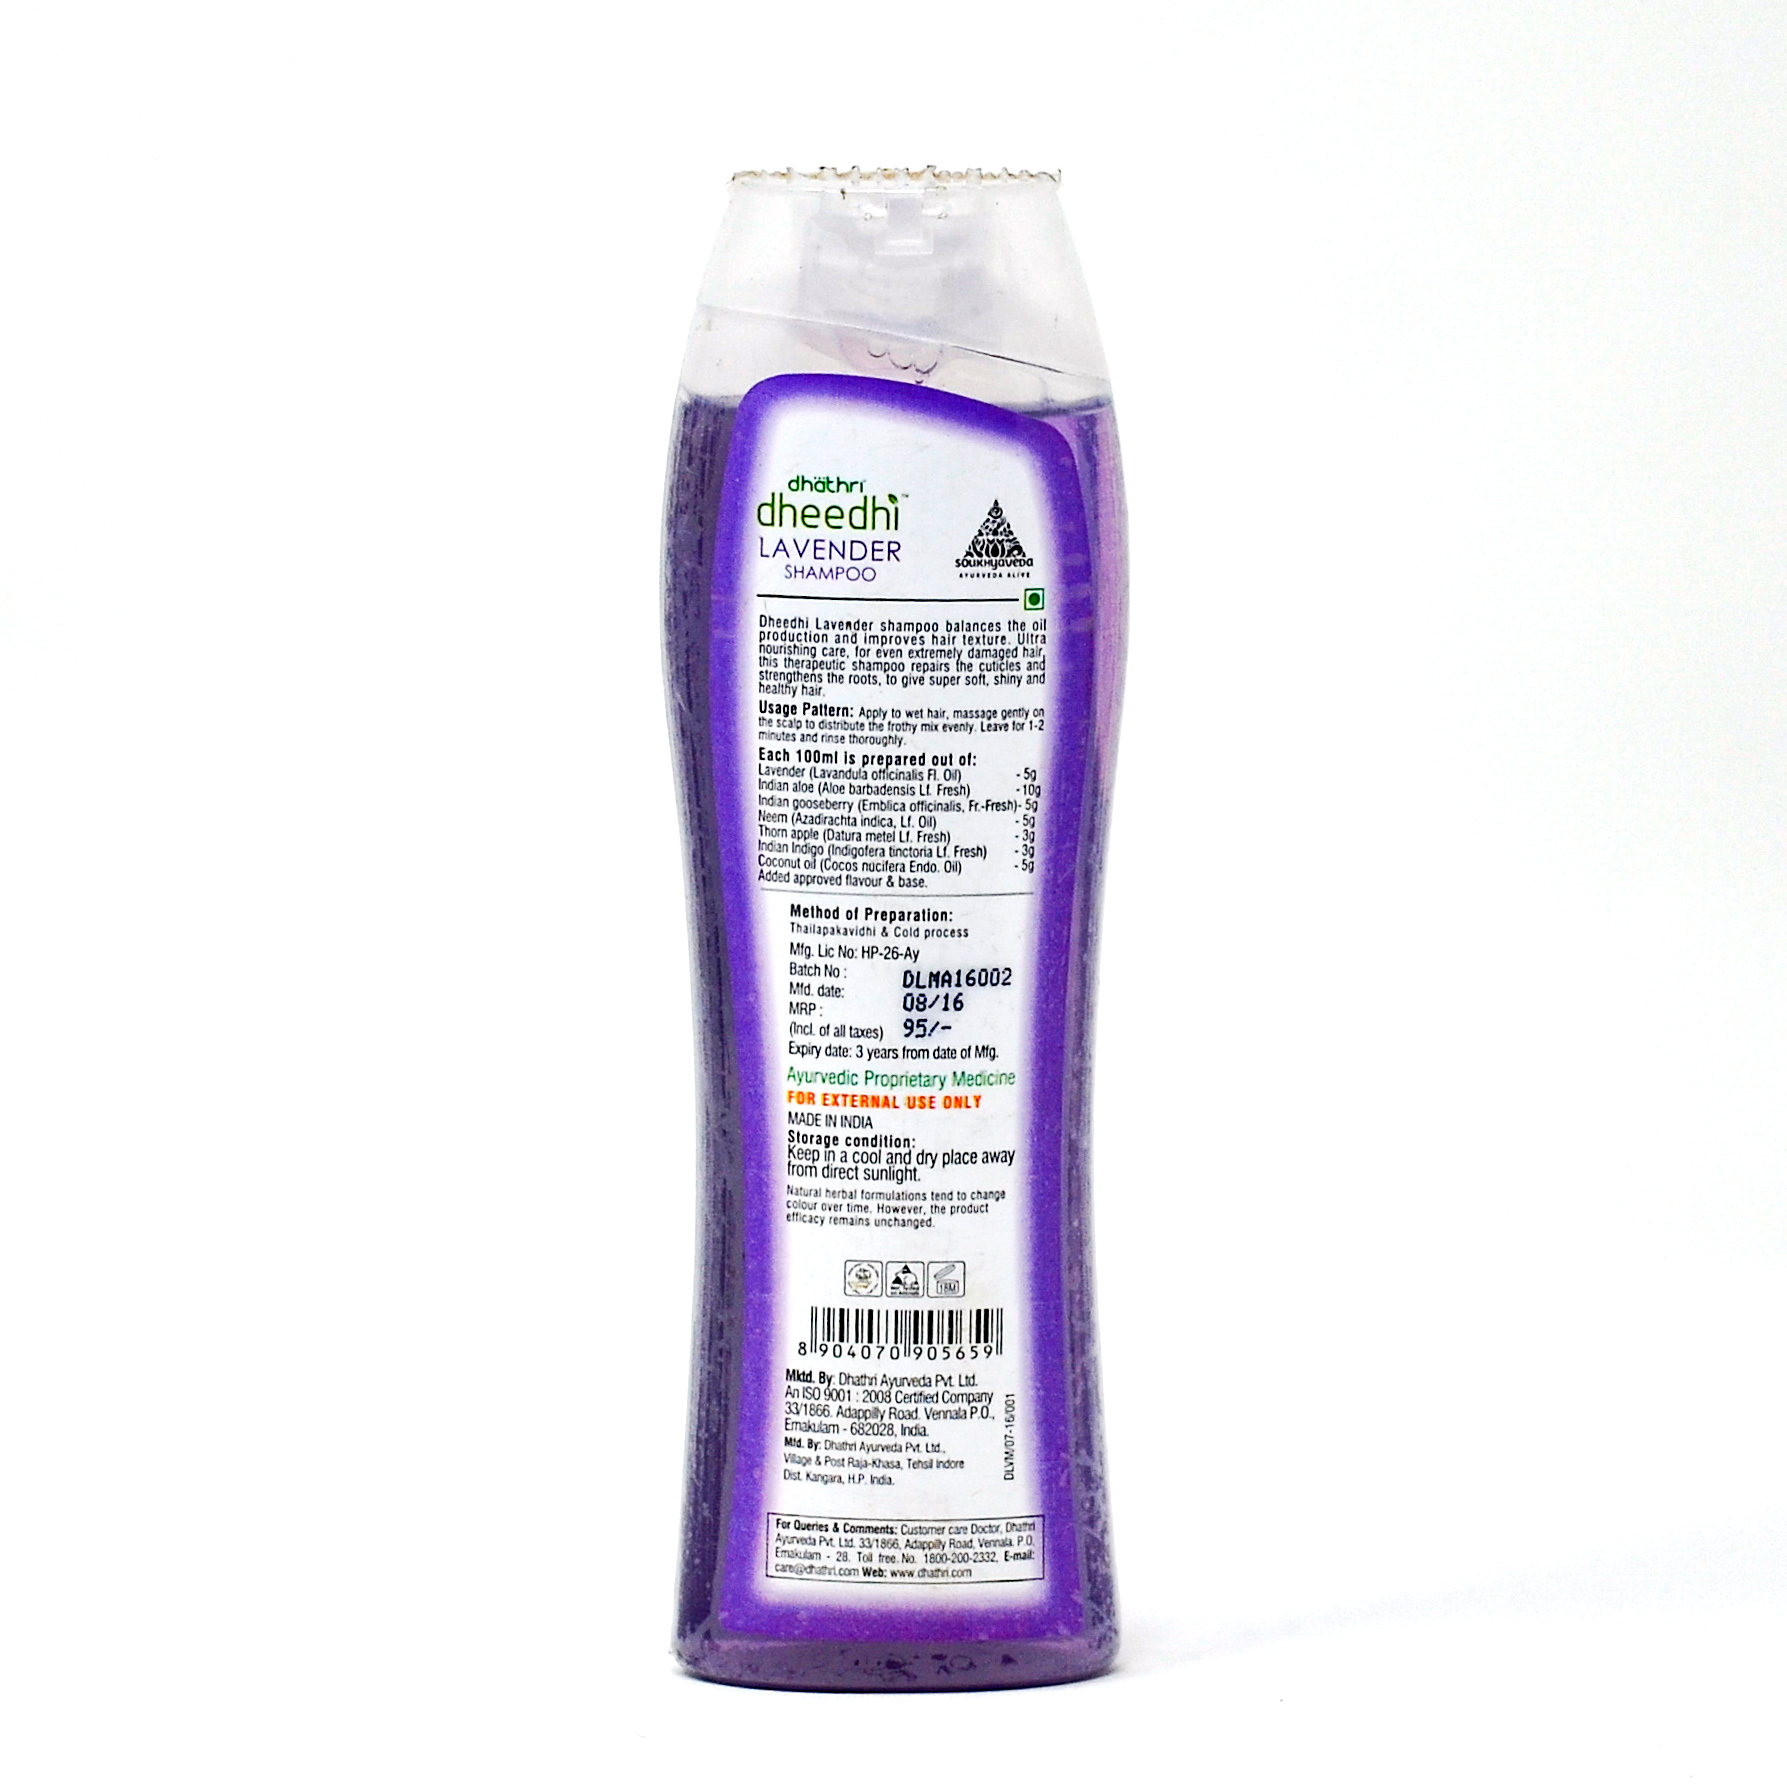 dhäthri
dheedhi™
LAVENDER
SHAMPOO
SOUKHYAVEDA
AYURVEDA ALIVE
Dheedhi Lavender shampoo balances the oil
production and improves hair texture. Ultra
nourishing care, for even extremely damaged hair,
this therapeutic shampoo repairs the cuticles and
strengthens the roots, to give super soft, shiny and
healthy hair.
Usage Pattern: Apply to wet hair, massage gently on
the scalp to distribute the frothy mix evenly. Leave for 1-2
minutes and rinse thoroughly.
Each 100ml is prepared out of:
Lavender (Lavandula officinalis Fl. Oil) - 5g
Indian aloe (Aloe barbadensis Lf. Fresh) - 10g
Indian gooseberry (Emblica officinalis, Fr.-Fresh)- 5g
Neem (Azadirachta indica, Lf. Oil) - 5g
Thorn apple (Datura metel Lf. Fresh) - 3g
Indian Indigo (Indigofera tinctoria Lf. Fresh) - 3g
Coconut oil (Cocos nucifera Endo. Oil) - 5g
Added approved flavour & base.
Method of Preparation:
Thailapakavidhi & Cold process
Mfg. Lic No: HP-26-Ay
Batch No : DLMA16002
Mfd. date: 08/16
MRP :
(Incl. of all taxes) 95/-
Expiry date: 3 years from date of Mfg.
Ayurvedic Proprietary Medicine
FOR EXTERNAL USE ONLY
MADE IN INDIA
Storage condition:
Keep in a cool and dry place away
from direct sunlight.
Natural herbal formulations tend to change
colour over time. However, the product
efficacy remains unchanged.
18M
8 904070 905659
Mktd. By: Dhathri Ayurveda Pvt. Ltd.
An ISO 9001 : 2008 Certified Company
33/1866. Adappilly Road. Vennala P.O.,
Ernakulam - 682028, India.
Mfd. By: Dhathri Ayurveda Pvt. Ltd.,
Village & Post Raja-Khasa, Tehsil Indore
Dist. Kangara, H.P. India.
DLVM/07-16/001
For Queries & Comments: Customer care Doctor, Dhathri
Ayurveda Pvt. Ltd. 33/1866, Adappilly Road, Vennala. P.O,
Ernakulam - 28. Toll free. No. 1800-200-2332, E-mail:
care@dhathri.com Web: www.dhathri.com